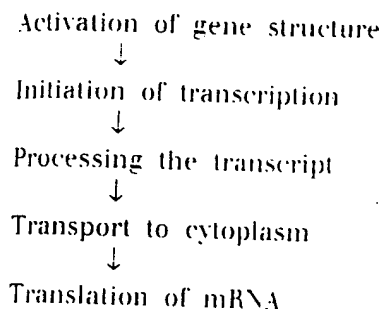 Activation of gene structure
↓
Initiation of transcription
↓
Processing the transcript
↓
Transport to cytoplasm
↓
Translation of mRNA